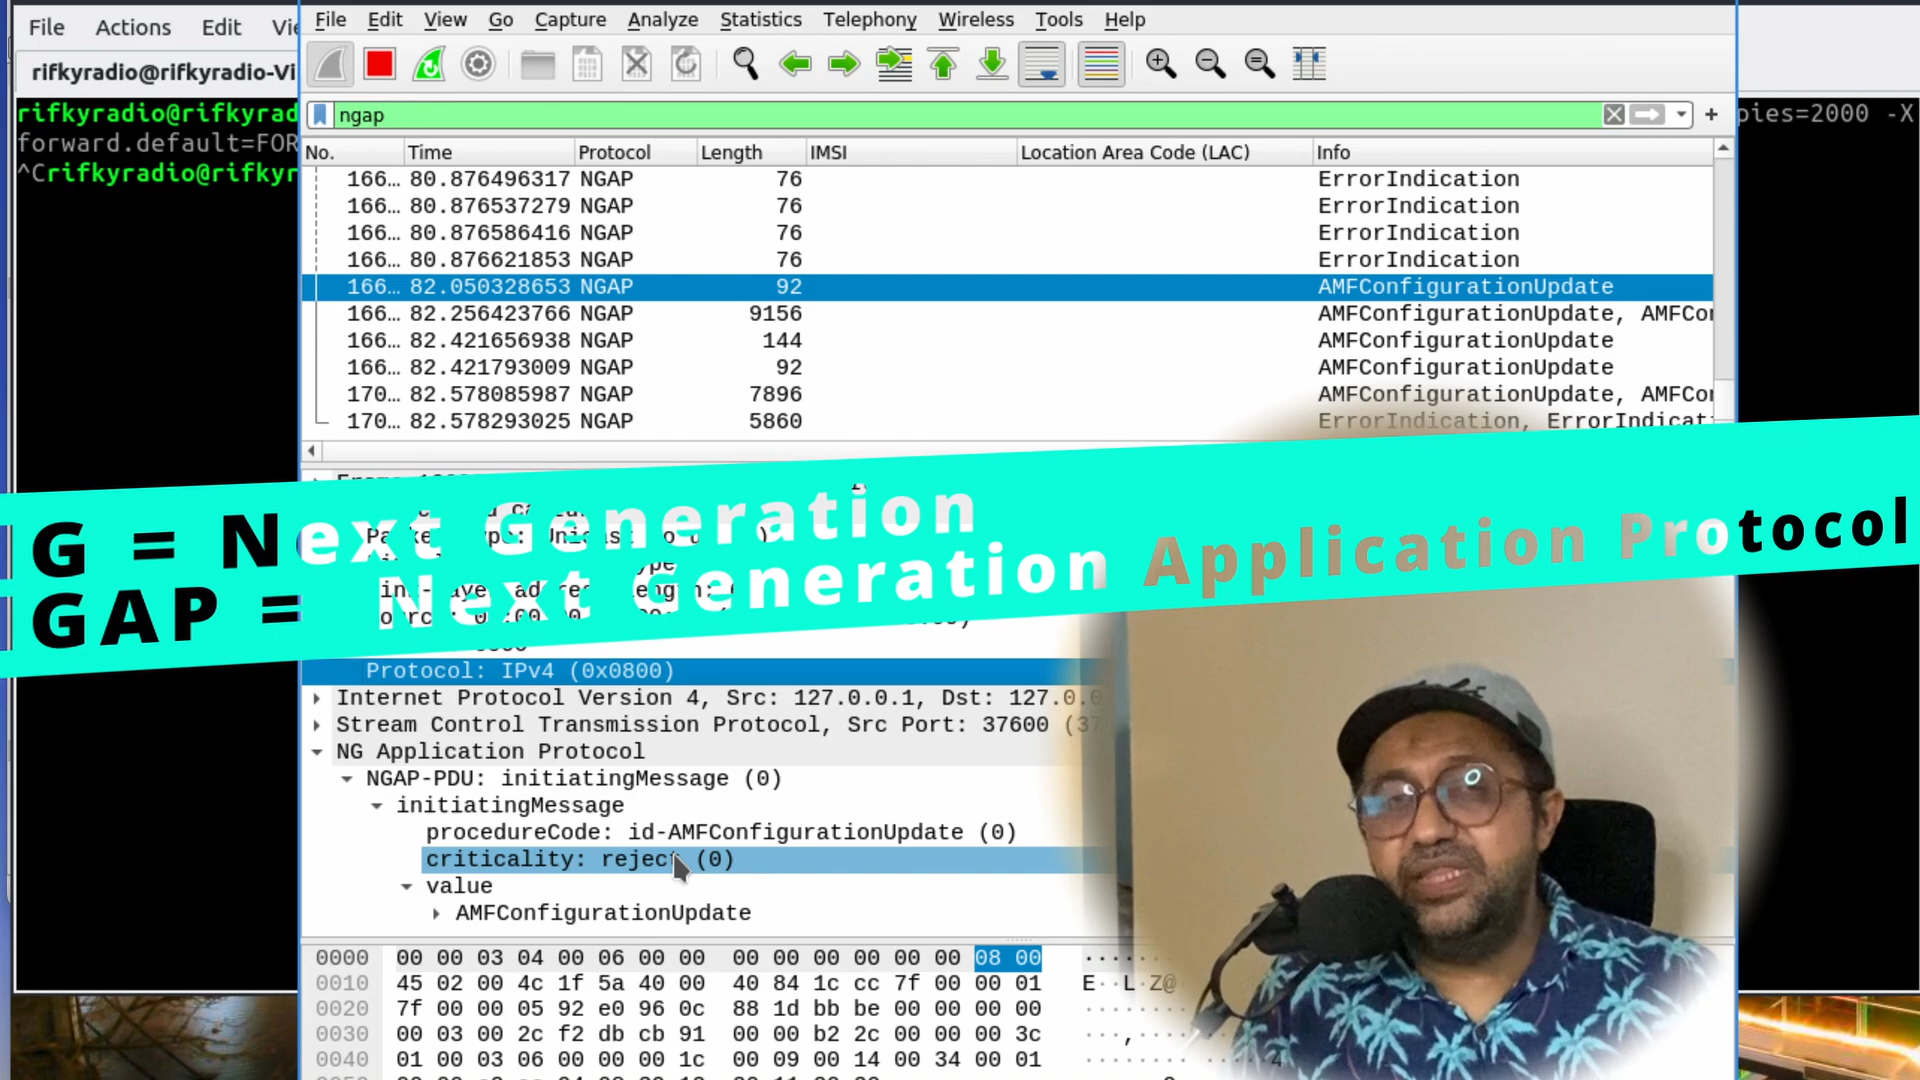 File Actions Edit
File Edit View Go Capture Analyze Statistics Telephony Wireless Tools Help
rifkyradio@rifkyradio-Vi
rifkyradio@rifkyrad
pies=2000 -X
forward.default=FOR
^Crifkyradio@rifkyr
ngap
No. Time Protocol Length IMSI Location Area Code (LAC) Info
166… 80.876496317 NGAP 76 ErrorIndication
166… 80.876537279 NGAP 76 ErrorIndication
166… 80.876586416 NGAP 76 ErrorIndication
166… 80.876621853 NGAP 76 ErrorIndication
166… 82.050328653 NGAP 92 AMFConfigurationUpdate
166… 82.256423766 NGAP 9156 AMFConfigurationUpdate, AMFCo
166… 82.421656938 NGAP 144 AMFConfigurationUpdate
166… 82.421793009 NGAP 92 AMFConfigurationUpdate
170… 82.578085987 NGAP 7896 AMFConfigurationUpdate, AMFCo
170… 82.578293025 NGAP 5860 ErrorIndication, ErrorIndicat
G = Next Generation
GAP = Next Generation Application Protocol
Protocol: IPv4 (0x0800)
Internet Protocol Version 4, Src: 127.0.0.1, Dst: 127.0.0
Stream Control Transmission Protocol, Src Port: 37600 (37
NG Application Protocol
NGAP-PDU: initiatingMessage (0)
initiatingMessage
procedureCode: id-AMFConfigurationUpdate (0)
criticality: reject (0)
value
AMFConfigurationUpdate
0000 00 00 03 04 00 06 00 00 00 00 00 00 00 00 08 00
0010 45 02 00 4c 1f 5a 40 00 40 84 1c cc 7f 00 00 01 E··L·Z@
0020 7f 00 00 05 92 e0 96 0c 88 1d bb be 00 00 00 00
0030 00 03 00 2c f2 db cb 91 00 00 b2 2c 00 00 00 3c
0040 01 00 03 06 00 00 00 1c 00 09 00 14 00 34 00 01